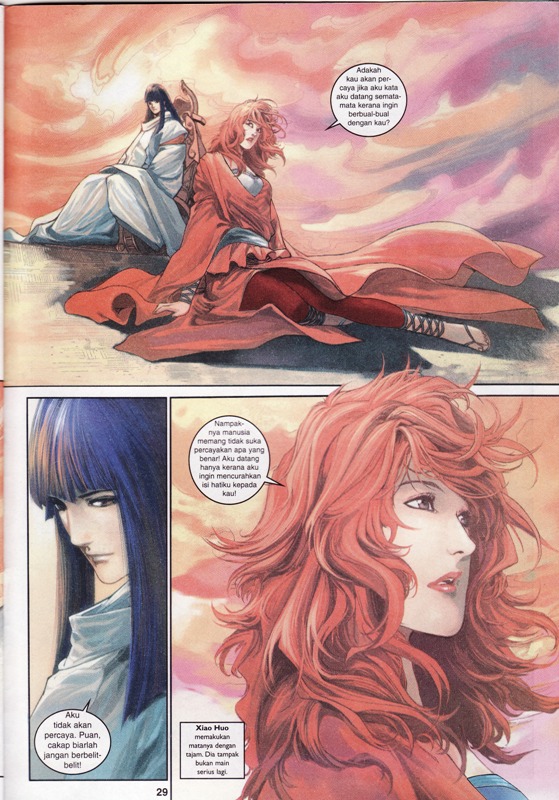 Adakah
kau akan per-
caya jika aku kata
aku datang semata-
mata kerana ingin
berbual-bual
dengan kau?
Aku
tidak akan
percaya. Puan,
cakap biarlah
jangan berbelit-
belit!
Nampak-
nya manusia
memang tidak suka
percayakan apa yang
benar! Aku datang
hanya kerana aku
ingin mencurahkan
isi hatiku kepada
kau!
Xiao Huo
memakukan
matanya dengan
tajam. Dia tampak
bukan main
serius lagi.
29